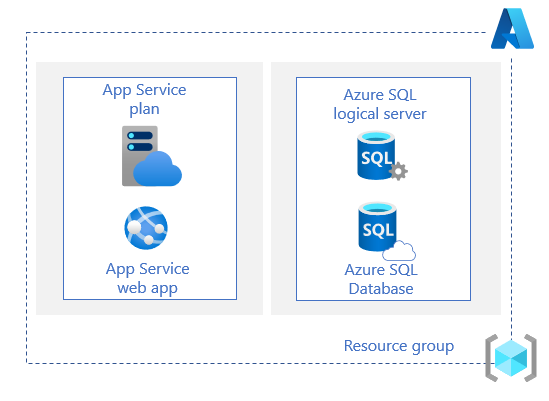 App Service
plan
App Service
web app
Azure SQL
logical server
SQL
SQL
Azure SQL
Database
Resource group